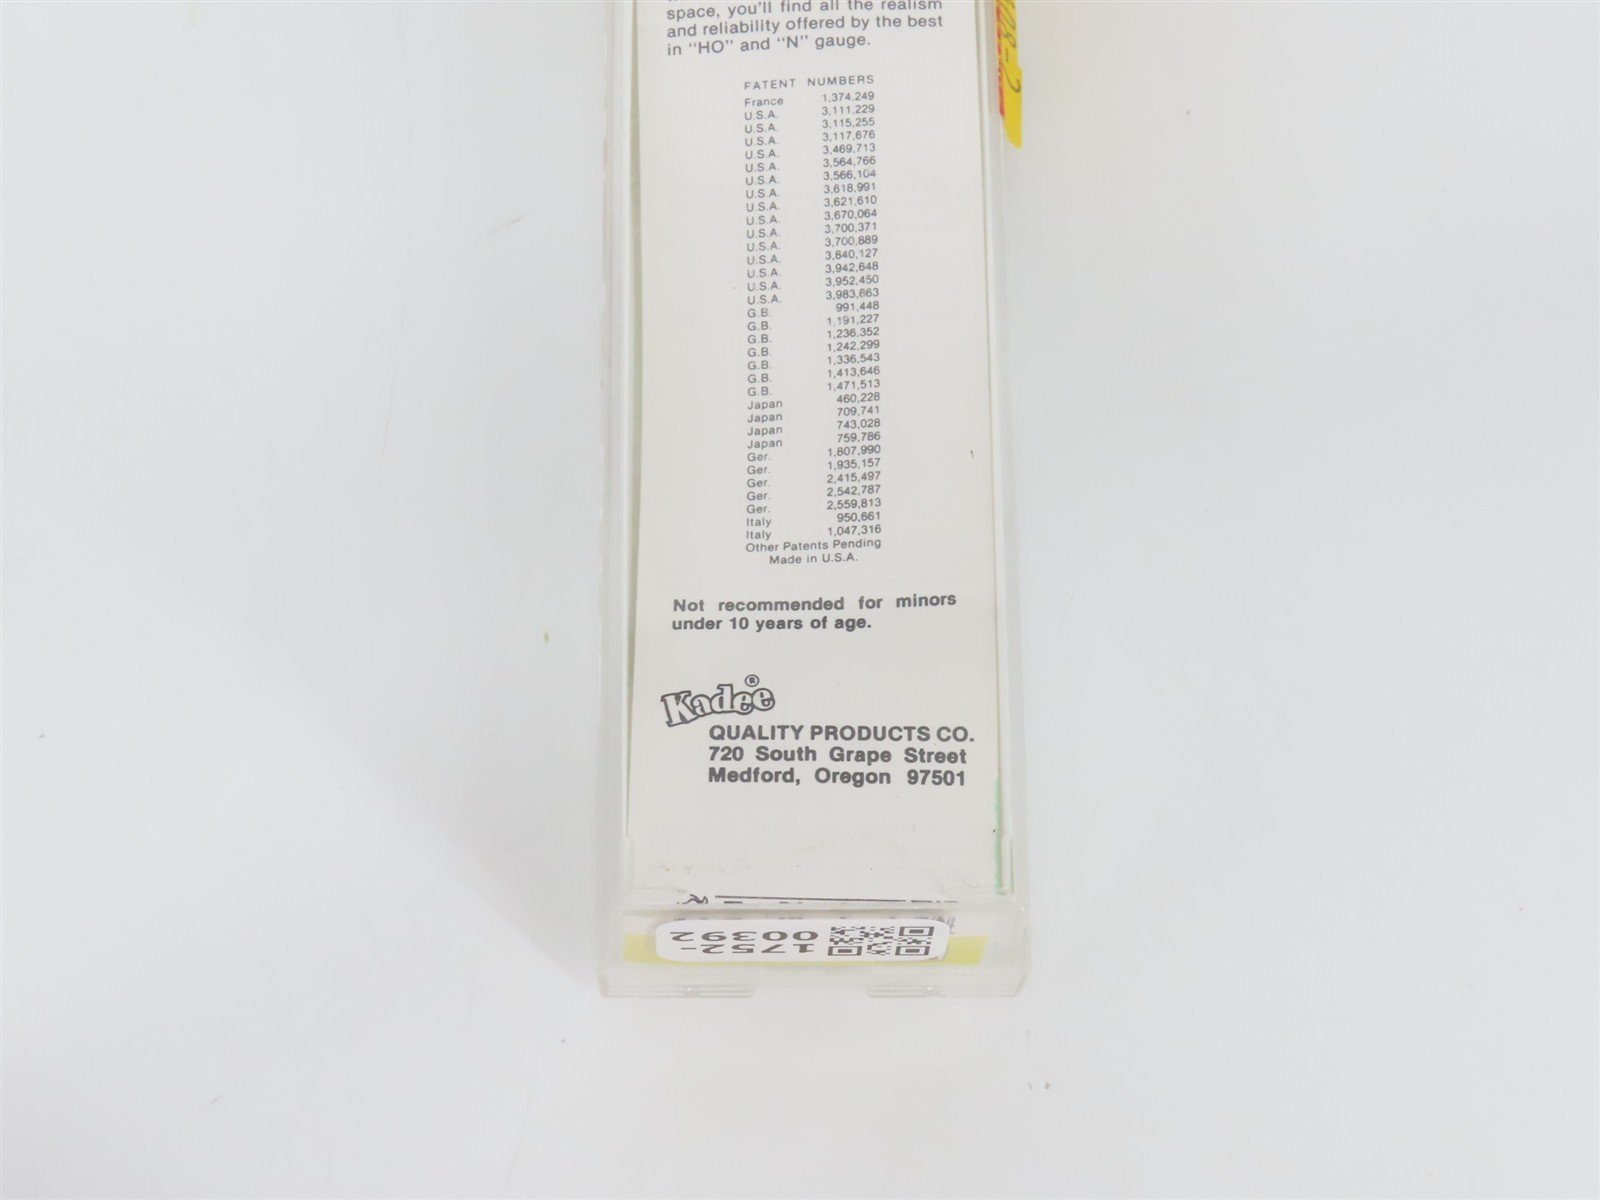 space, you'll find all the realism
and reliability offered by the best
in "HO" and "N" gauge.
PATENT NUMBERS
France 1,374,249
U.S.A. 3,111,229
U.S.A. 3,115,255
U.S.A. 3,117,676
U.S.A. 3,469,713
U.S.A. 3,564,766
U.S.A. 3,566,104
U.S.A. 3,618,991
U.S.A. 3,621,610
U.S.A. 3,670,064
U.S.A. 3,700,371
U.S.A. 3,700,889
U.S.A. 3,840,127
U.S.A. 3,942,648
U.S.A. 3,952,450
U.S.A. 3,983,663
G.B. 991,448
G.B. 1,191,227
G.B. 1,236,352
G.B. 1,242,299
G.B. 1,336,543
G.B. 1,413,646
G.B. 1,471,513
Japan 460,228
Japan 709,741
Japan 743,028
Japan 759,786
Ger. 1,807,990
Ger. 1,935,157
Ger. 2,415,497
Ger. 2,542,787
Ger. 2,559,813
Italy 950,661
Italy 1,047,316
Other Patents Pending
Made in U.S.A.
Not recommended for minors
under 10 years of age.
Kadee®
QUALITY PRODUCTS CO.
720 South Grape Street
Medford, Oregon 97501
1752-
00392